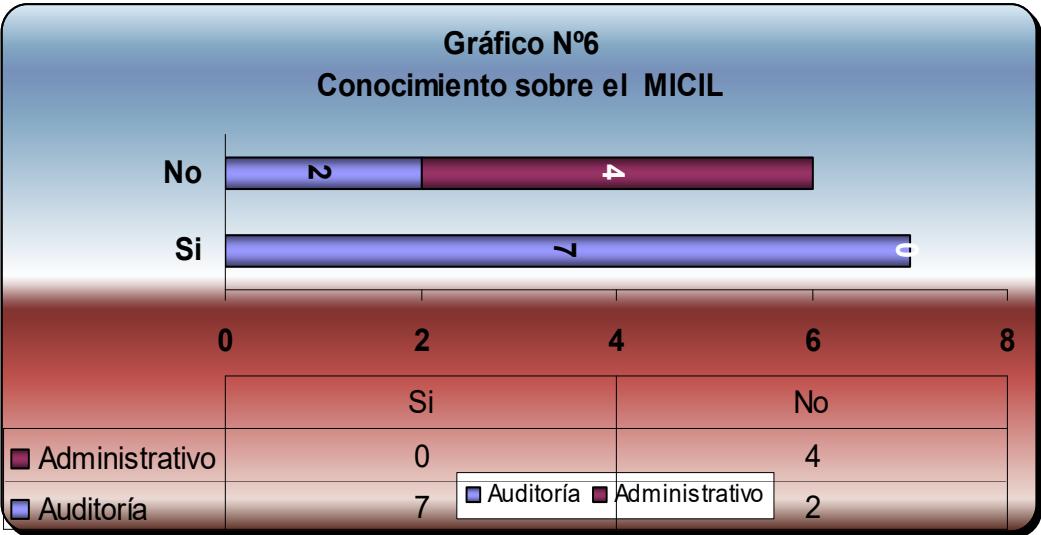 Gráfico Nº6
Conocimiento sobre el MICIL
No 2 4
Si 7 0
0 2 4 6 8
Si No
Administrativo 0 4
Auditoría 7 2
Auditoría Administrativo